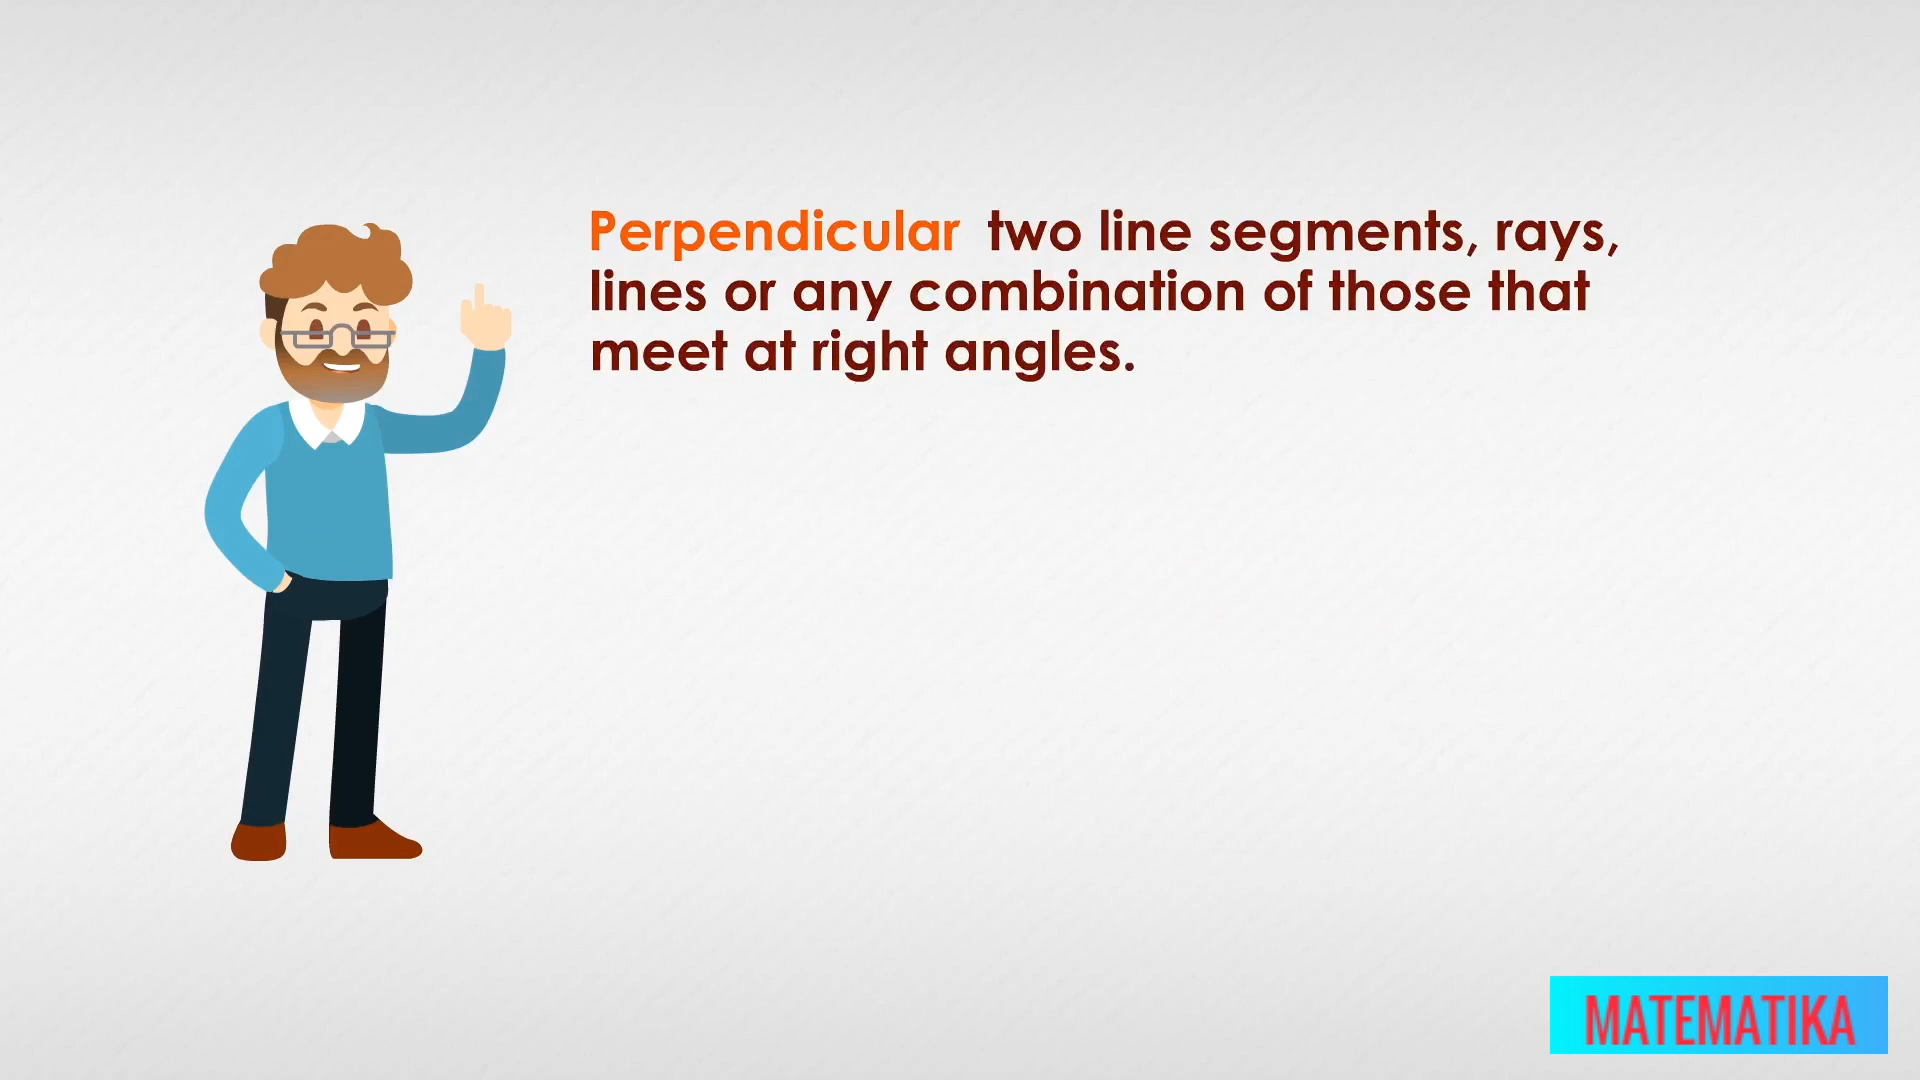 Perpendicular two line segments, rays,
lines or any combination of those that
meet at right angles.
MATEMATIKA